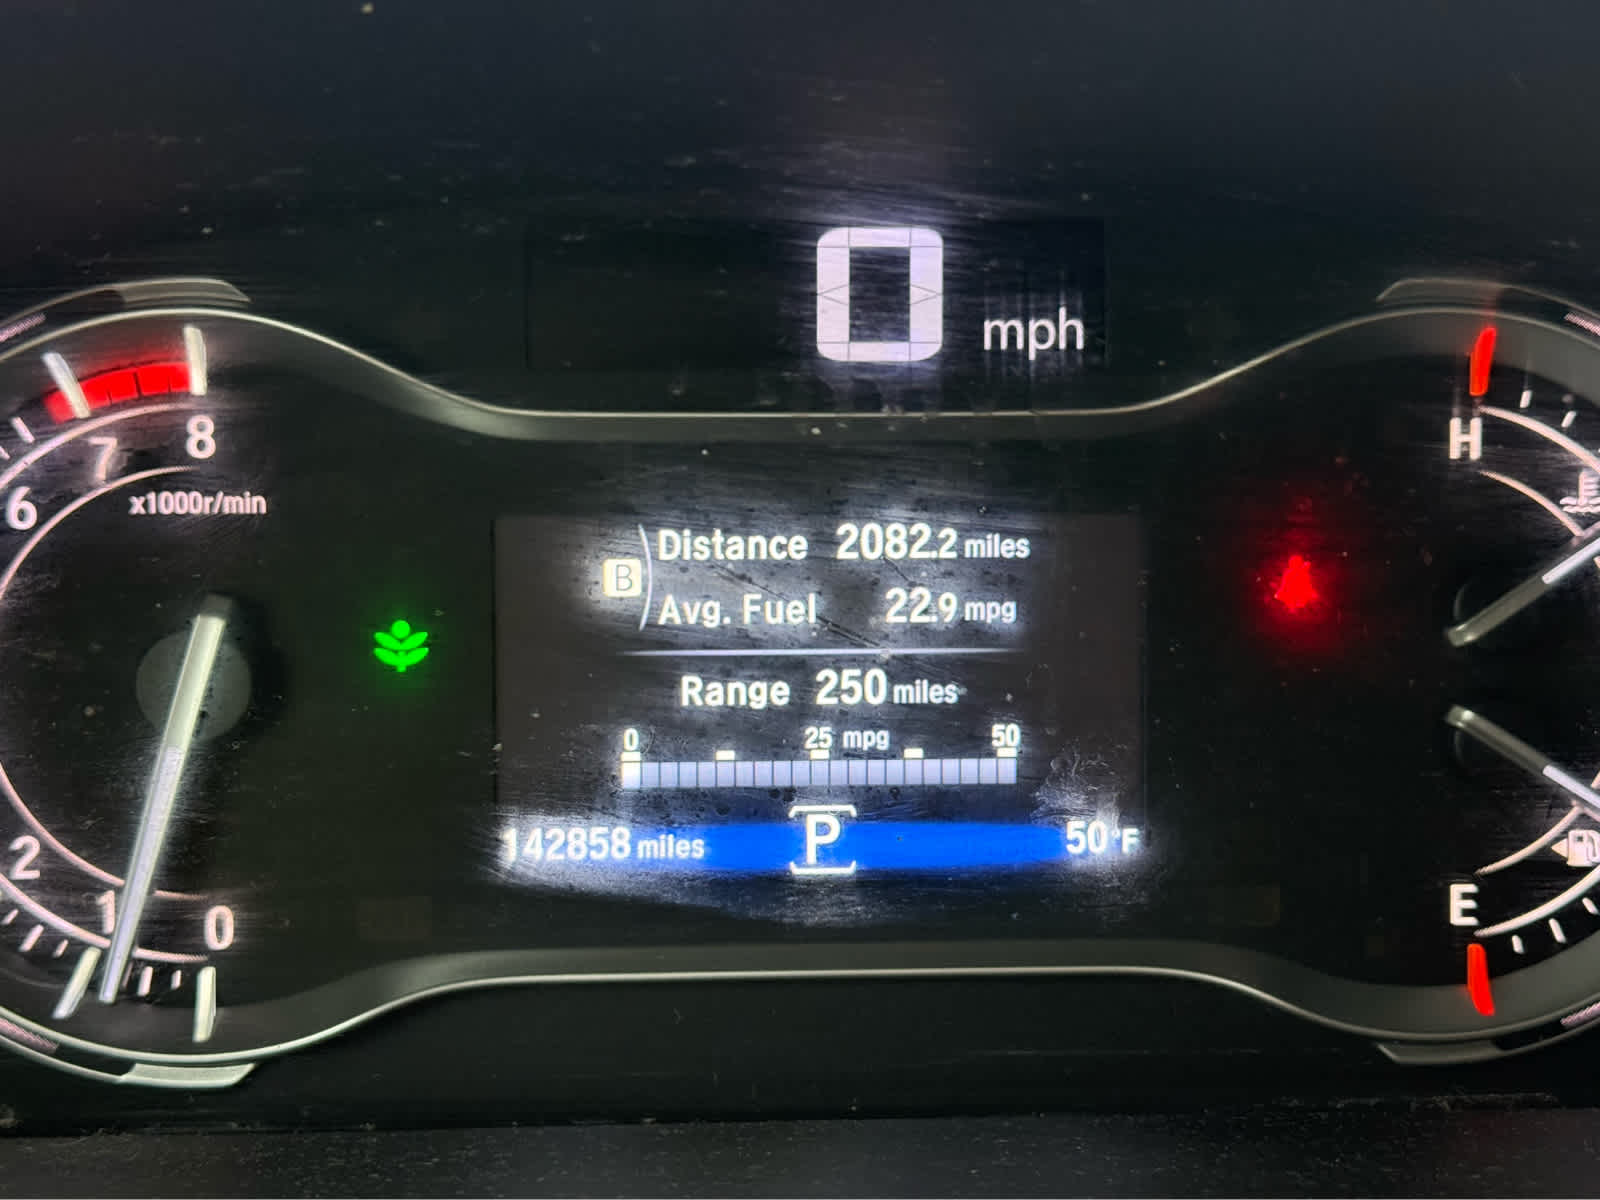 0 mph
8
7
6
x1000r/min
2
1
0
H
Distance 2082.2 miles
B
Avg. Fuel 22.9 mpg
Range 250 miles
0 25 mpg 50
142858 miles P 50°F
E